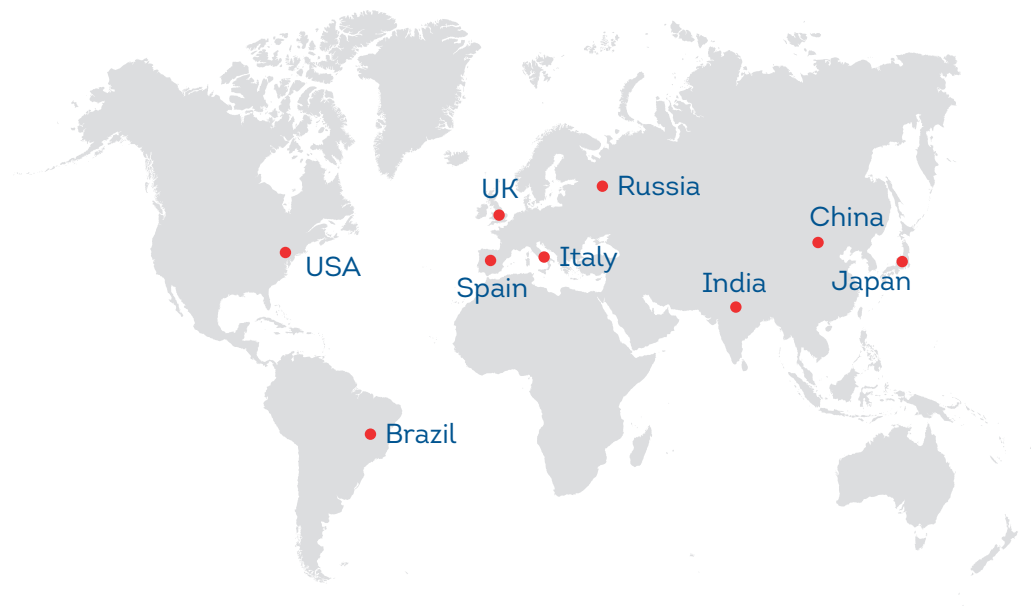 UK
Russia
China
USA
Italy
Spain
India
Japan
Brazil